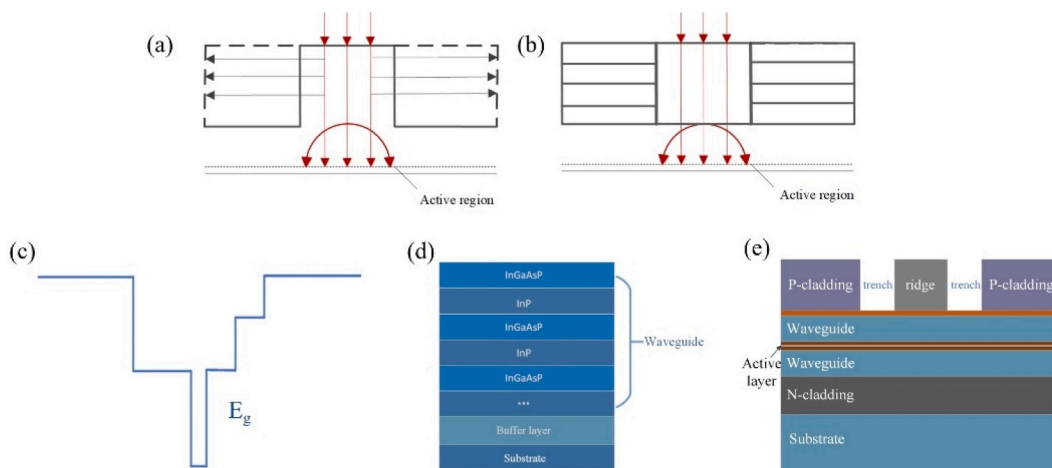 (a)
Active region
(b)
Active region
(c)
E_g
(d)
InGaAsP
InP
InGaAsP
InP
InGaAsP
...
Buffer layer
Substrate
Waveguide
(e)
P-cladding
trench
ridge
trench
P-cladding
Waveguide
Active
layer
Waveguide
N-cladding
Substrate